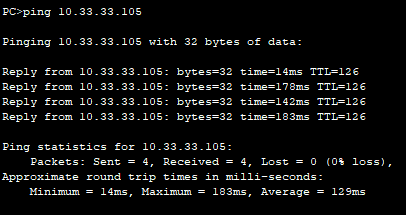 PC>ping 10.33.33.105
Pinging 10.33.33.105 with 32 bytes of data:
Reply from 10.33.33.105: bytes=32 time=14ms TTL=126
Reply from 10.33.33.105: bytes=32 time=178ms TTL=126
Reply from 10.33.33.105: bytes=32 time=142ms TTL=126
Reply from 10.33.33.105: bytes=32 time=183ms TTL=126
Ping statistics for 10.33.33.105:
Packets: Sent = 4, Received = 4, Lost = 0 (0% loss),
Approximate round trip times in milli-seconds:
Minimum = 14ms, Maximum = 183ms, Average = 129ms